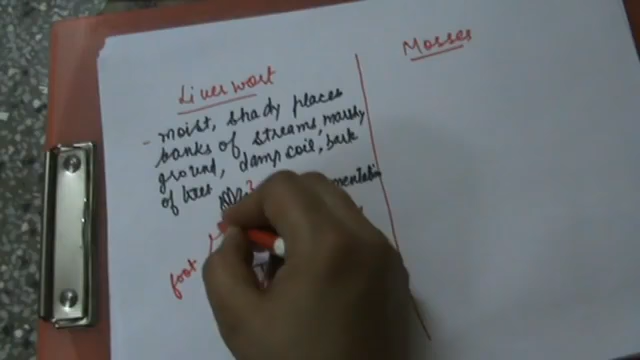 Liverwort
- moist, shady places
banks of streams, marshy
ground, damp soil, bark
of trees
foot
Mosses